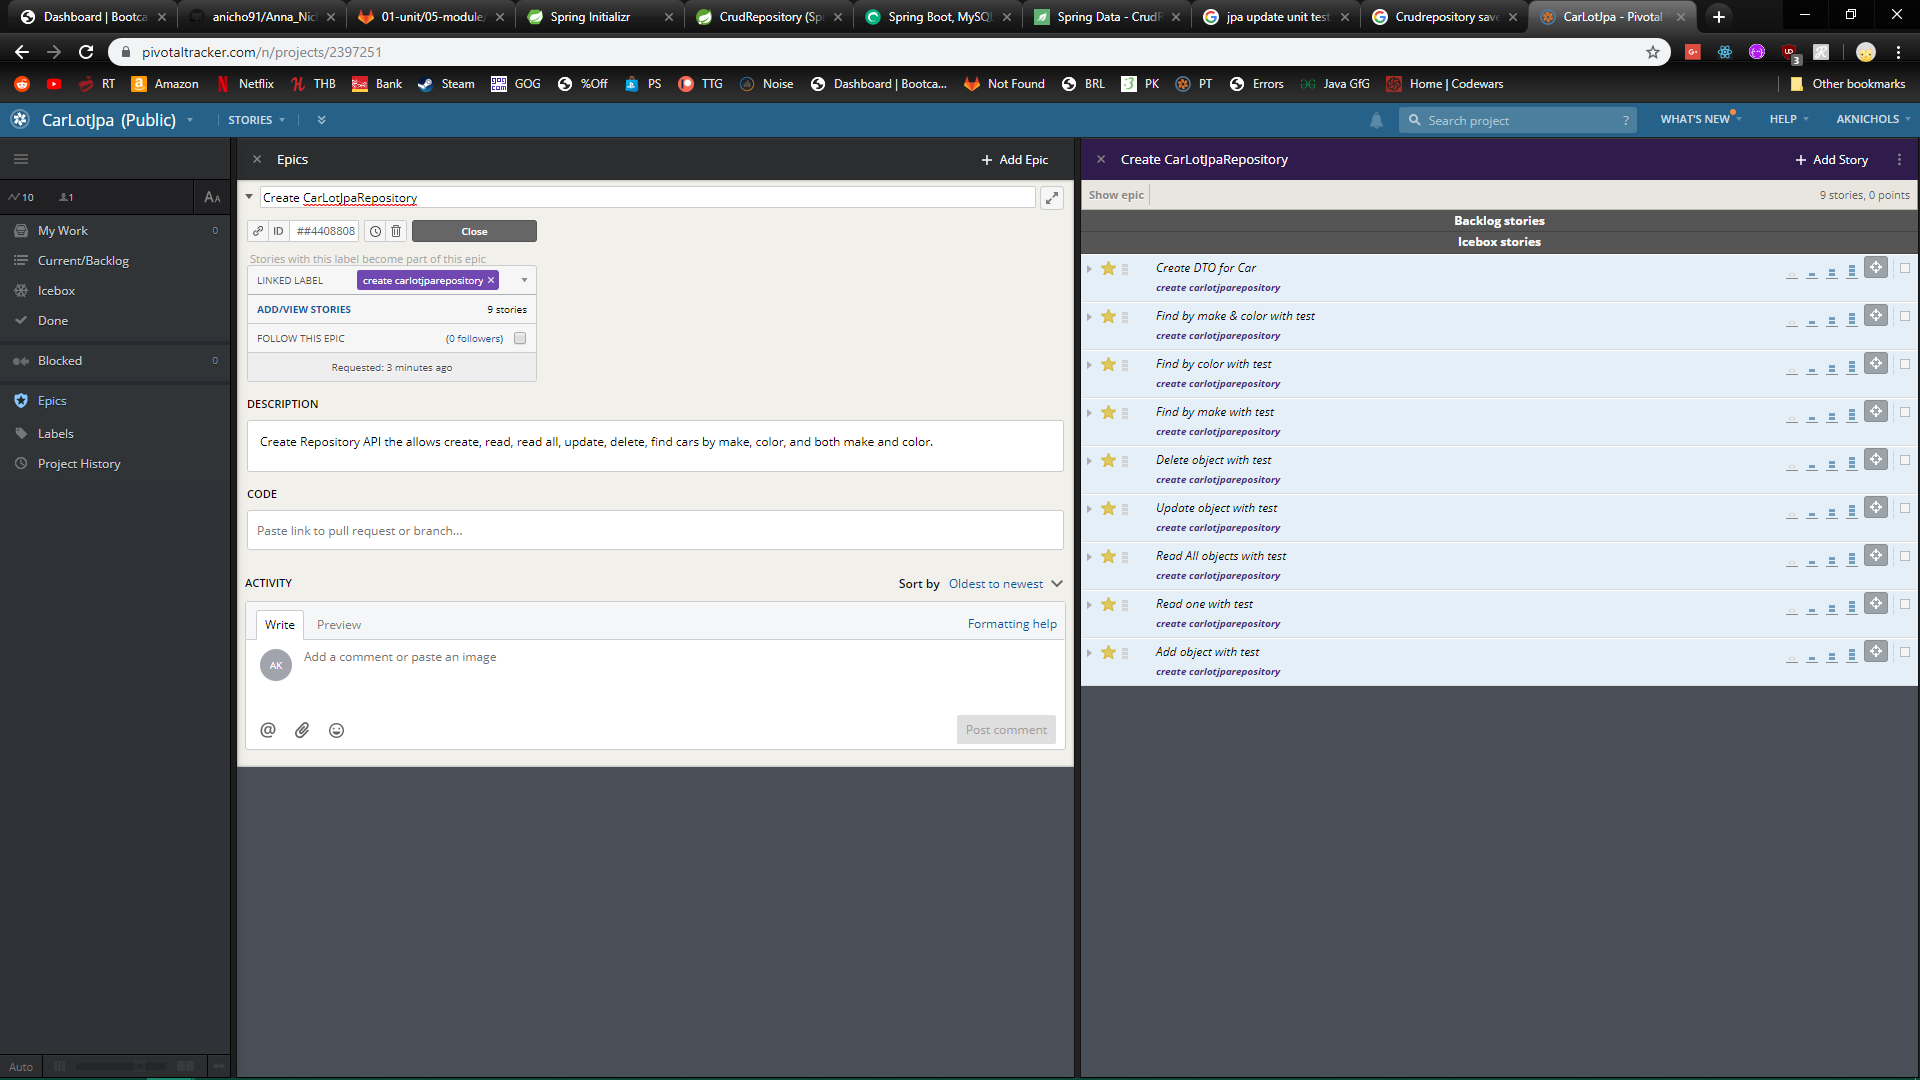 Dashboard | Bootca
anicho91/Anna_Nic
01-unit/05-module/
Spring Initializr
CrudRepository (Sp
Spring Boot, MySQL
Spring Data - CrudR
jpa update unit test
Crudrepository save
CarLotJpa - Pivotal
pivotaltracker.com/n/projects/2397251
3
RT
Amazon
Netflix
THB
Bank
Steam
GOG
%Off
PS
TTG
Noise
Dashboard | Bootca...
Not Found
BRL
PK
PT
Errors
Java GfG
Home | Codewars
Other bookmarks
CarLotJpa (Public)
STORIES
Search project
?
WHAT'S NEW
HELP
AKNICHOLS
10
1
AA
My Work 0
Current/Backlog
Icebox
Done
Blocked 0
Epics
Labels
Project History
Auto
Epics
+ Add Epic
Create CarLotJpaRepository
ID ##4408808
Close
Stories with this label become part of this epic
LINKED LABEL create carlotjparepository
ADD/VIEW STORIES 9 stories
FOLLOW THIS EPIC (0 followers)
Requested: 3 minutes ago
DESCRIPTION
Create Repository API the allows create, read, read all, update, delete, find cars by make, color, and both make and color.
CODE
Paste link to pull request or branch...
ACTIVITY
Sort by Oldest to newest
Write
Preview
Formatting help
AK
Add a comment or paste an image
@
Post comment
Create CarLotJpaRepository
+ Add Story
Show epic
9 stories, 0 points
Backlog stories
Icebox stories
Create DTO for Car
create carlotjparepository
Find by make & color with test
create carlotjparepository
Find by color with test
create carlotjparepository
Find by make with test
create carlotjparepository
Delete object with test
create carlotjparepository
Update object with test
create carlotjparepository
Read All objects with test
create carlotjparepository
Read one with test
create carlotjparepository
Add object with test
create carlotjparepository